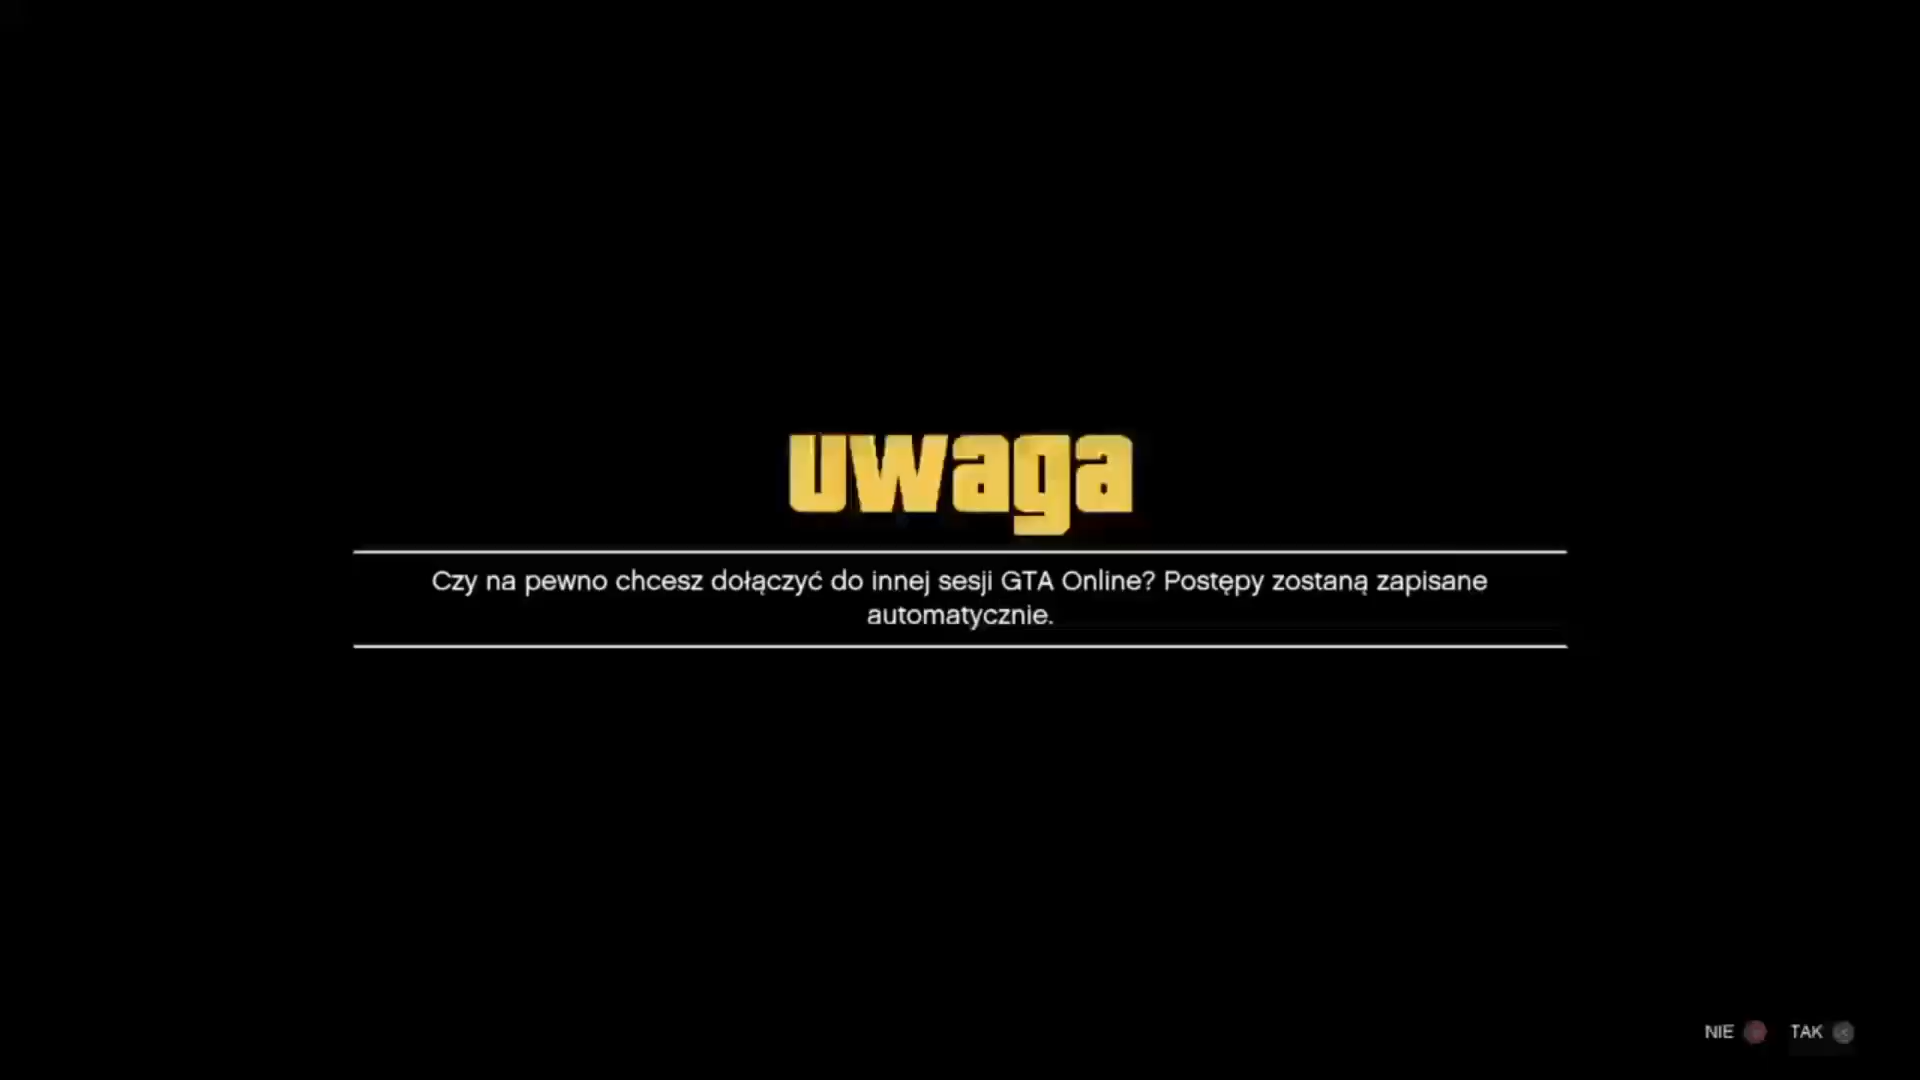 uwaga
Czy na pewno chcesz dołączyć do innej sesji GTA Online? Postępy zostaną zapisane
automatycznie.
NIE TAK